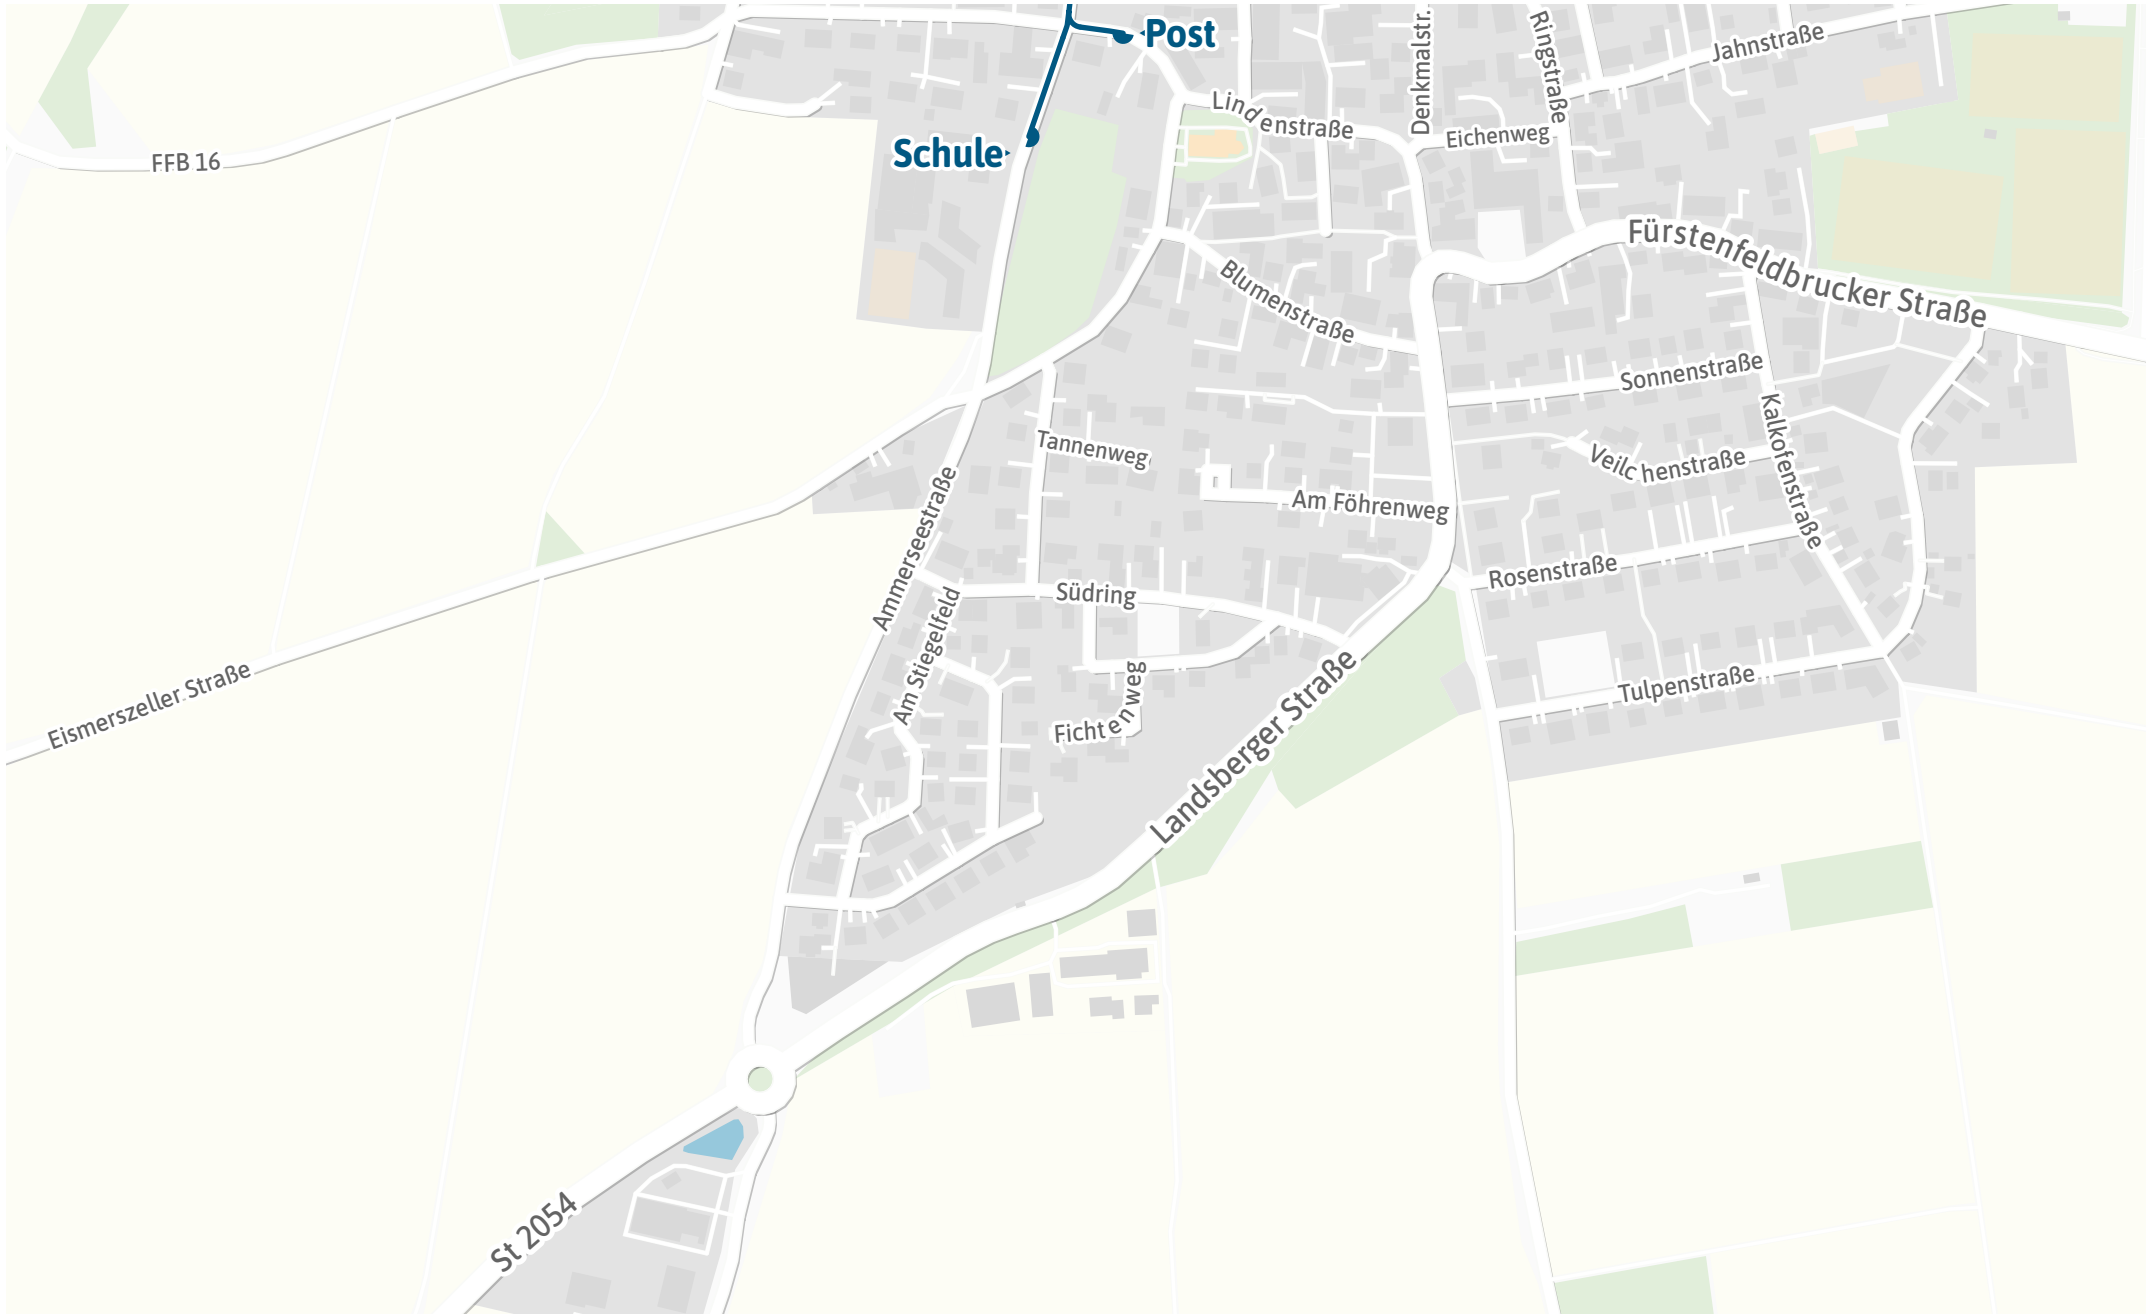 Post
Denkmalstr.
Ringstraße
Jahnstraße
Lindenstraße
Eichenweg
Schule
FFB 16
Fürstenfeldbrucker Straße
Blumenstraße
Sonnenstraße
Kalkofenstraße
Tannenweg
Veilchenstraße
Am Föhrenweg
Ammerseestraße
Rosenstraße
Südring
Am Stiegelfeld
Eismerszeller Straße
Fichtenweg
Tulpenstraße
Landsberger Straße
St 2054